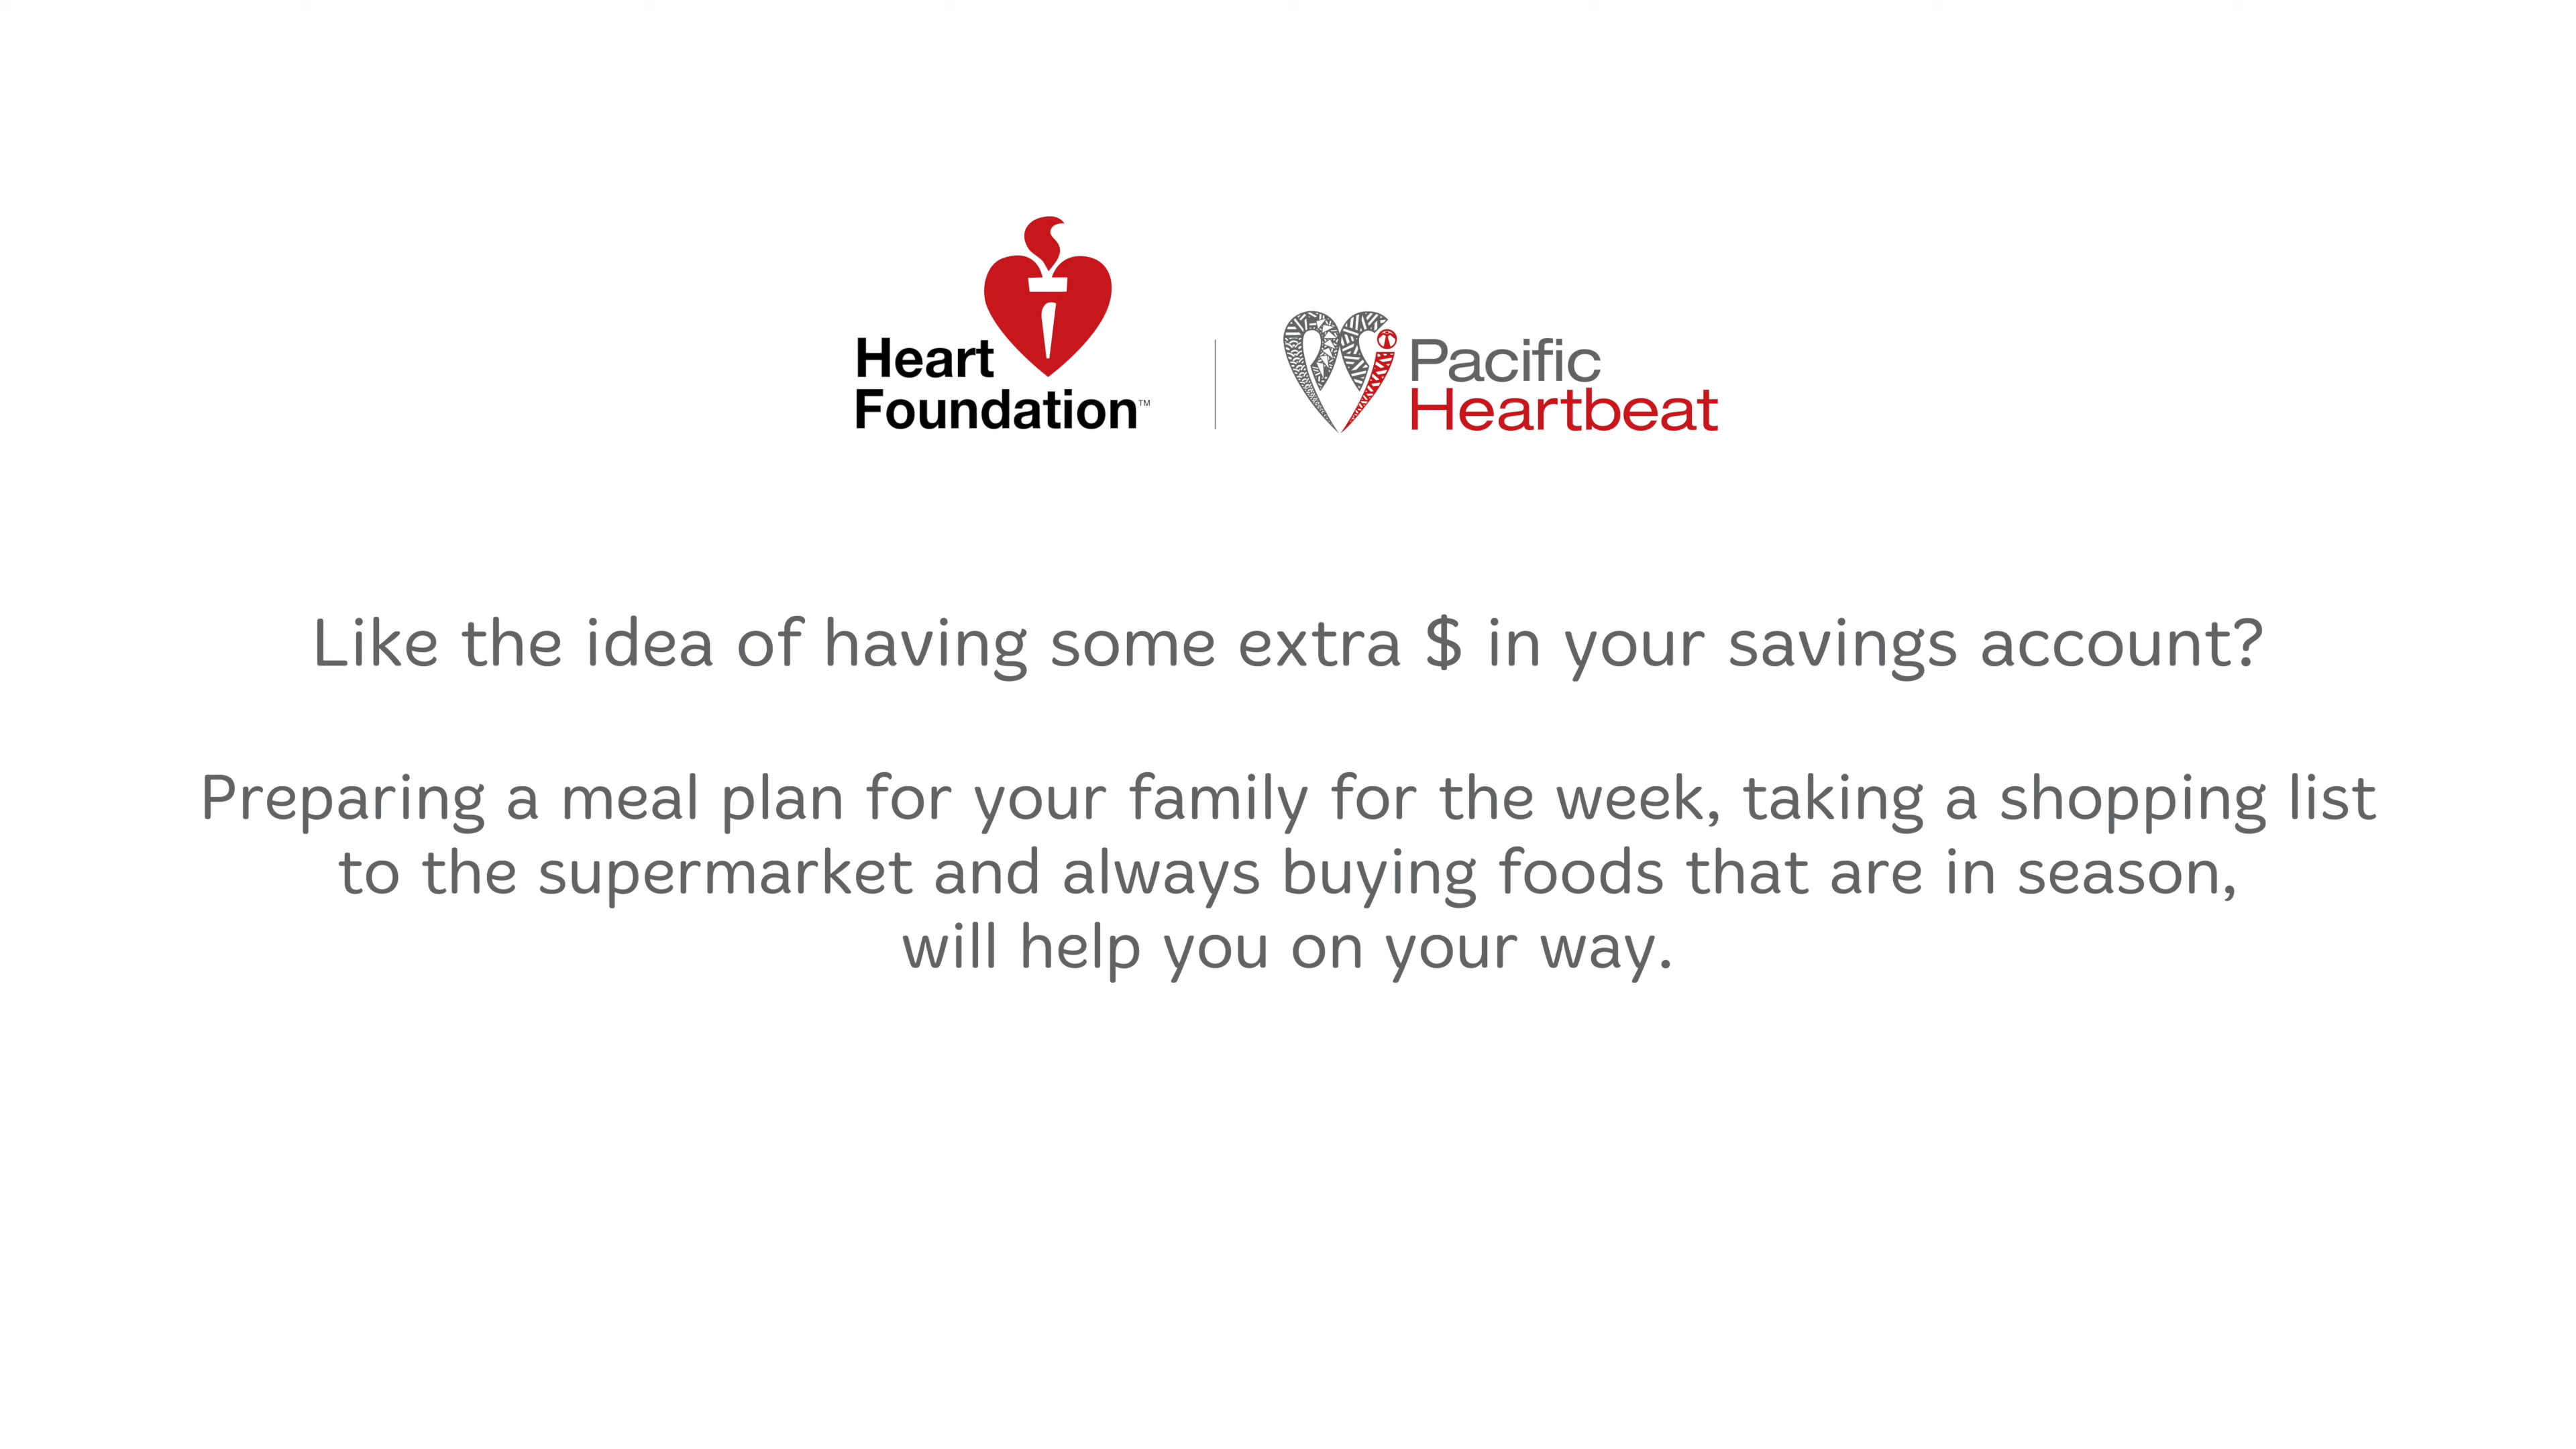 Heart
Foundation™
Pacific
Heartbeat
Like the idea of having some extra $ in your savings account?
Preparing a meal plan for your family for the week, taking a shopping list
to the supermarket and always buying foods that are in season,
will help you on your way.